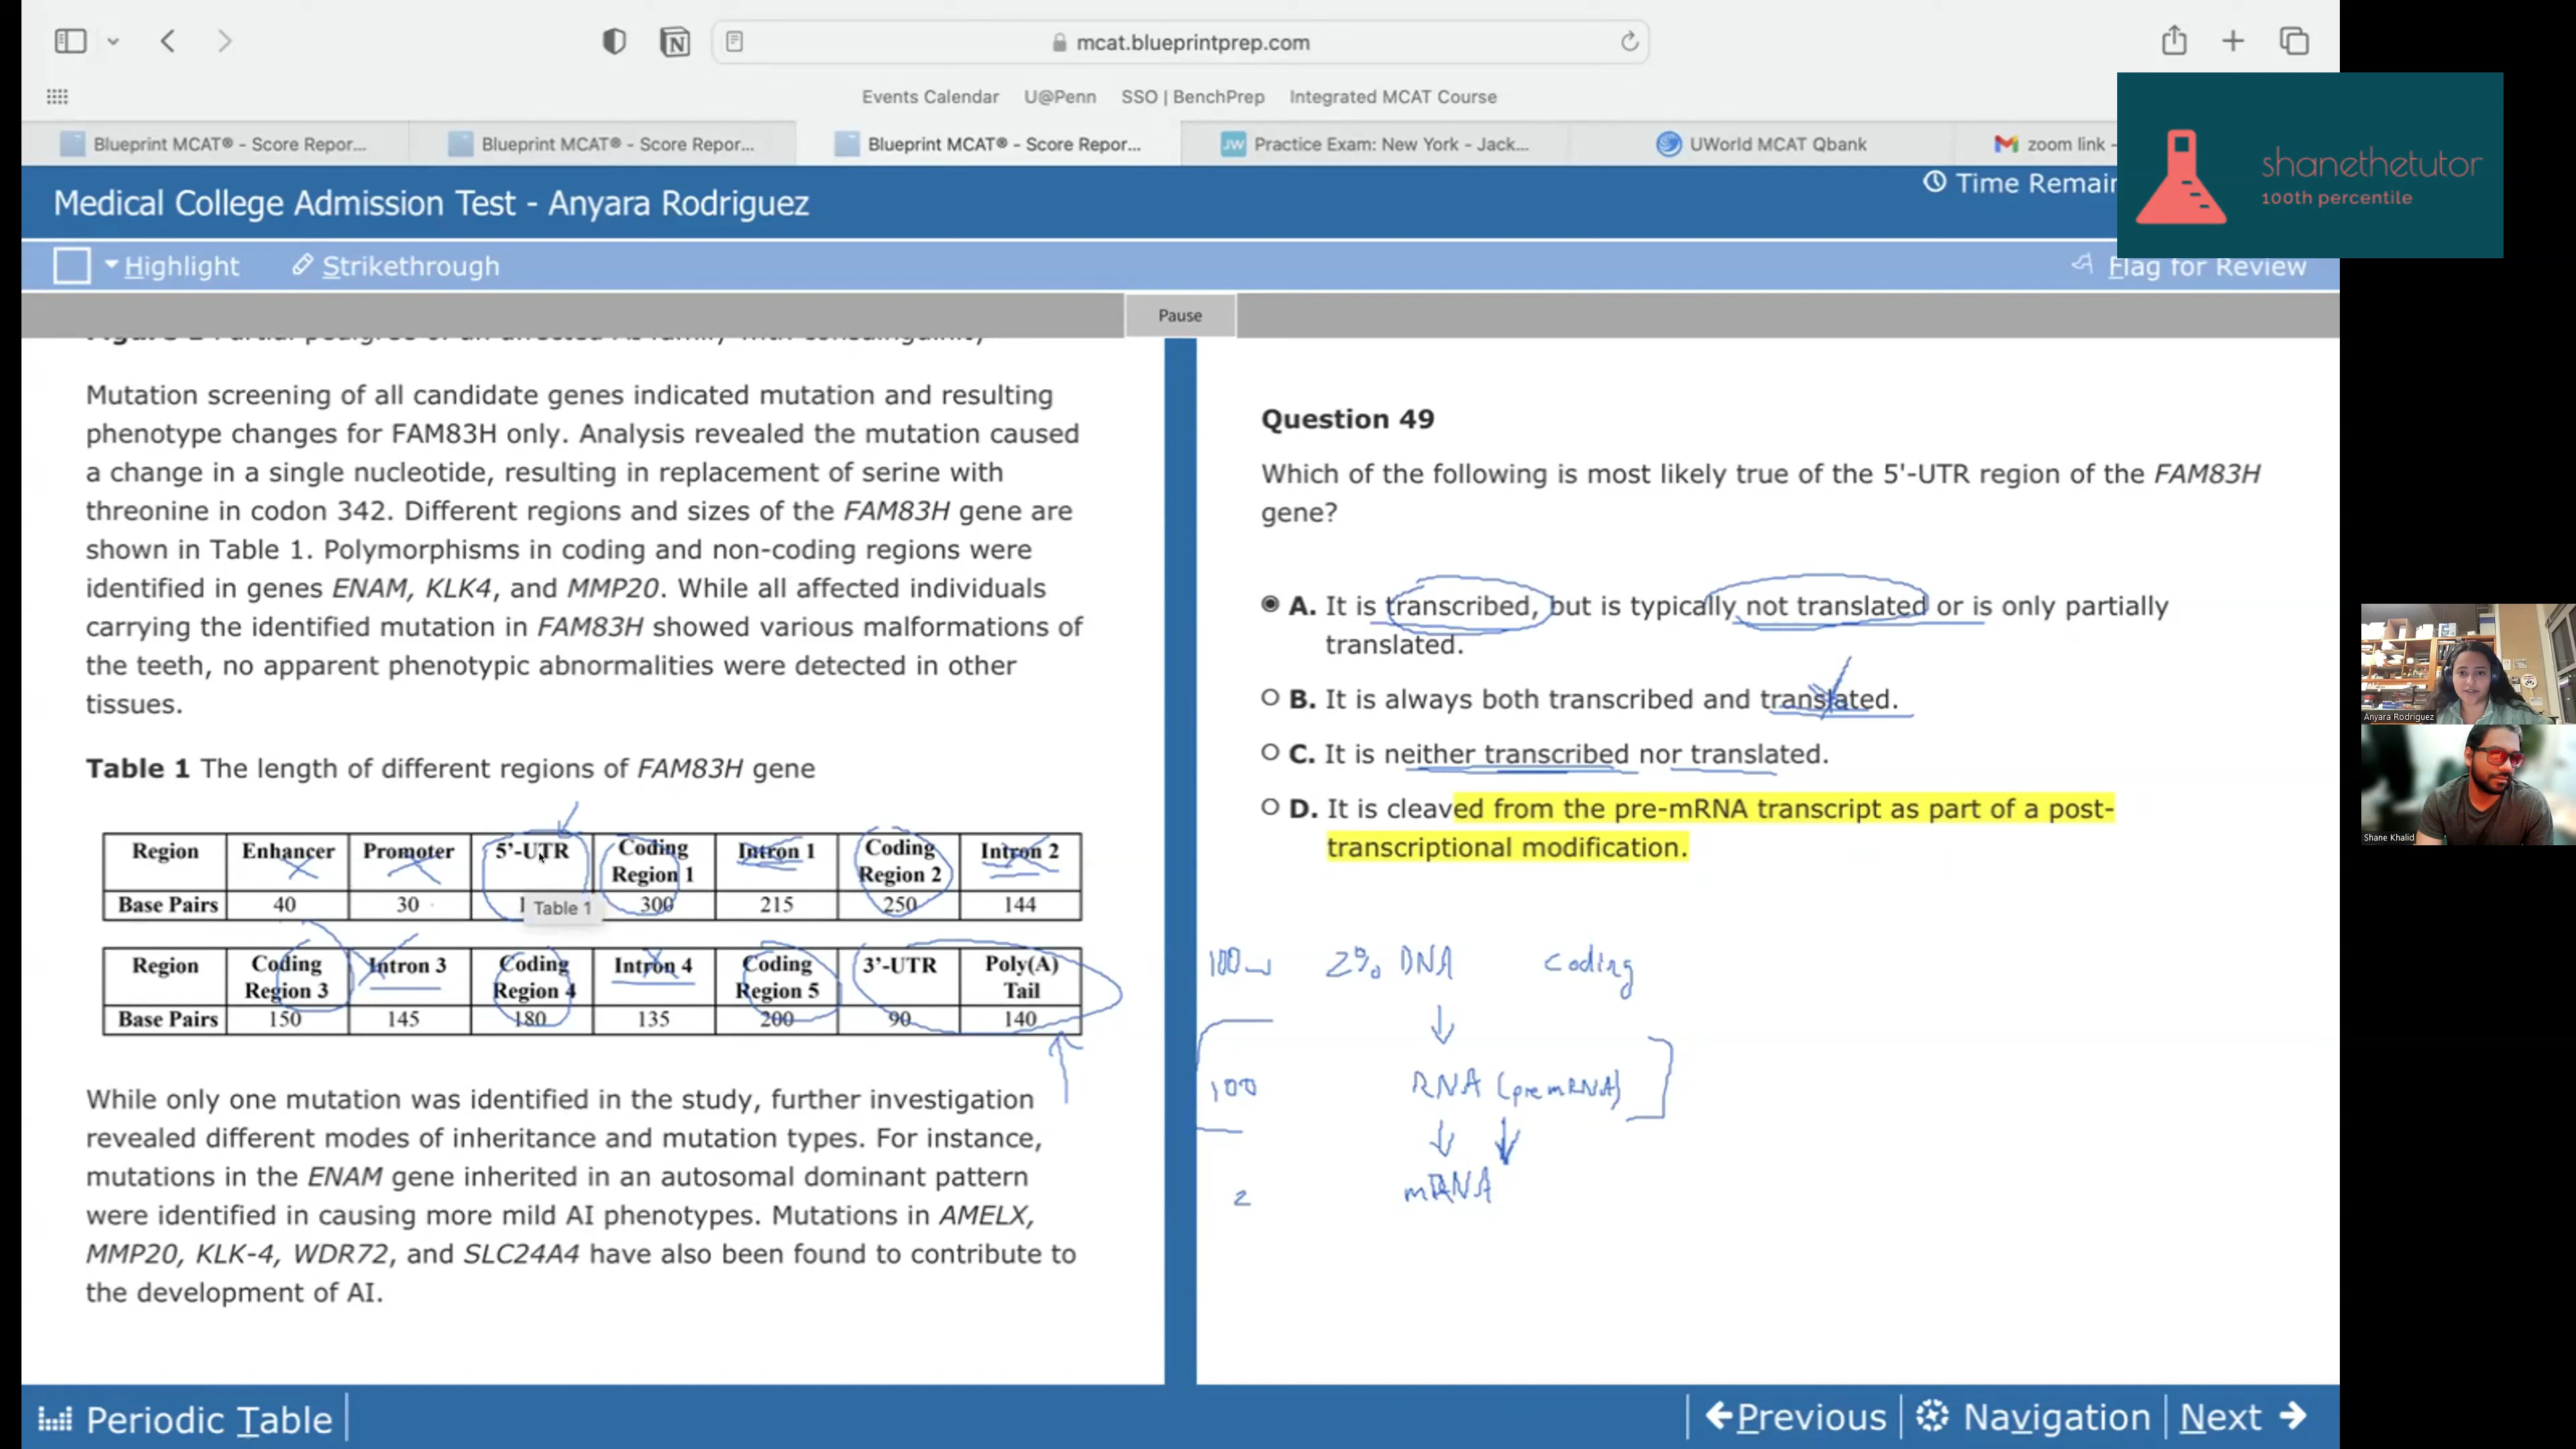 mcat.blueprintprep.com
Events Calendar U@Penn SSO | BenchPrep Integrated MCAT Course
Blueprint MCAT® - Score Repor... Blueprint MCAT® - Score Repor... Blueprint MCAT® - Score Repor... JW Practice Exam: New York - Jack... UWorld MCAT Qbank zoom link -
shanethetutor
100th percentile
Medical College Admission Test - Anyara Rodriguez
Time Remain
Highlight Strikethrough
Flag for Review
Pause
Mutation screening of all candidate genes indicated mutation and resulting
phenotype changes for FAM83H only. Analysis revealed the mutation caused
a change in a single nucleotide, resulting in replacement of serine with
threonine in codon 342. Different regions and sizes of the FAM83H gene are
shown in Table 1. Polymorphisms in coding and non-coding regions were
identified in genes ENAM, KLK4, and MMP20. While all affected individuals
carrying the identified mutation in FAM83H showed various malformations of
the teeth, no apparent phenotypic abnormalities were detected in other
tissues.
Table 1 The length of different regions of FAM83H gene
Region Enhancer Promoter 5'-UTR Coding Region 1 Intron 1 Coding Region 2 Intron 2
Base Pairs 40 30 1 300 215 250 144
Table 1
Region Coding Region 3 Intron 3 Coding Region 4 Intron 4 Coding Region 5 3'-UTR Poly(A) Tail
Base Pairs 150 145 180 135 200 90 140
While only one mutation was identified in the study, further investigation
revealed different modes of inheritance and mutation types. For instance,
mutations in the ENAM gene inherited in an autosomal dominant pattern
were identified in causing more mild AI phenotypes. Mutations in AMELX,
MMP20, KLK-4, WDR72, and SLC24A4 have also been found to contribute to
the development of AI.
Question 49
Which of the following is most likely true of the 5'-UTR region of the FAM83H
gene?
A. It is transcribed, but is typically not translated or is only partially
translated.
B. It is always both transcribed and translated.
C. It is neither transcribed nor translated.
D. It is cleaved from the pre-mRNA transcript as part of a post-
transcriptional modification.
2% DNA coding
100 RNA (pre mRNA)
2 mRNA
Anyara Rodriguez
Shane Khalid
Periodic Table
Previous Navigation Next